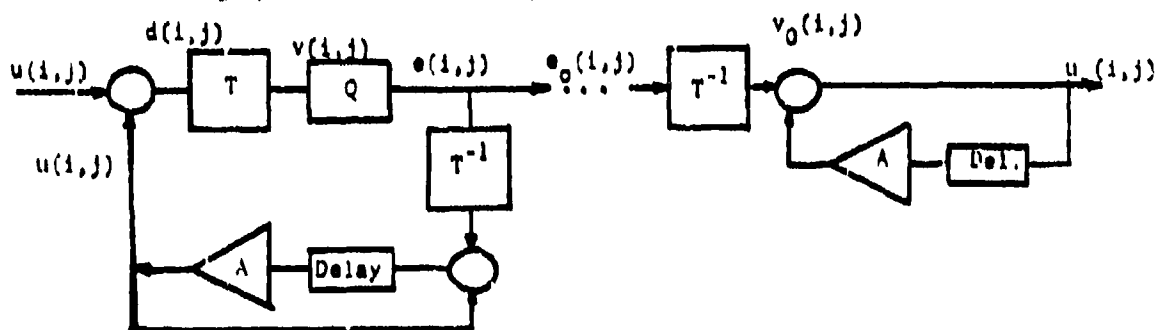 d(i,j)
v(i,j)
v₀(i,j)
u(i,j)
e(i,j)
e₀(i,j)
u (i,j)
T
Q
T⁻¹
A
Del.
u(i,j)
T⁻¹
A
Delay